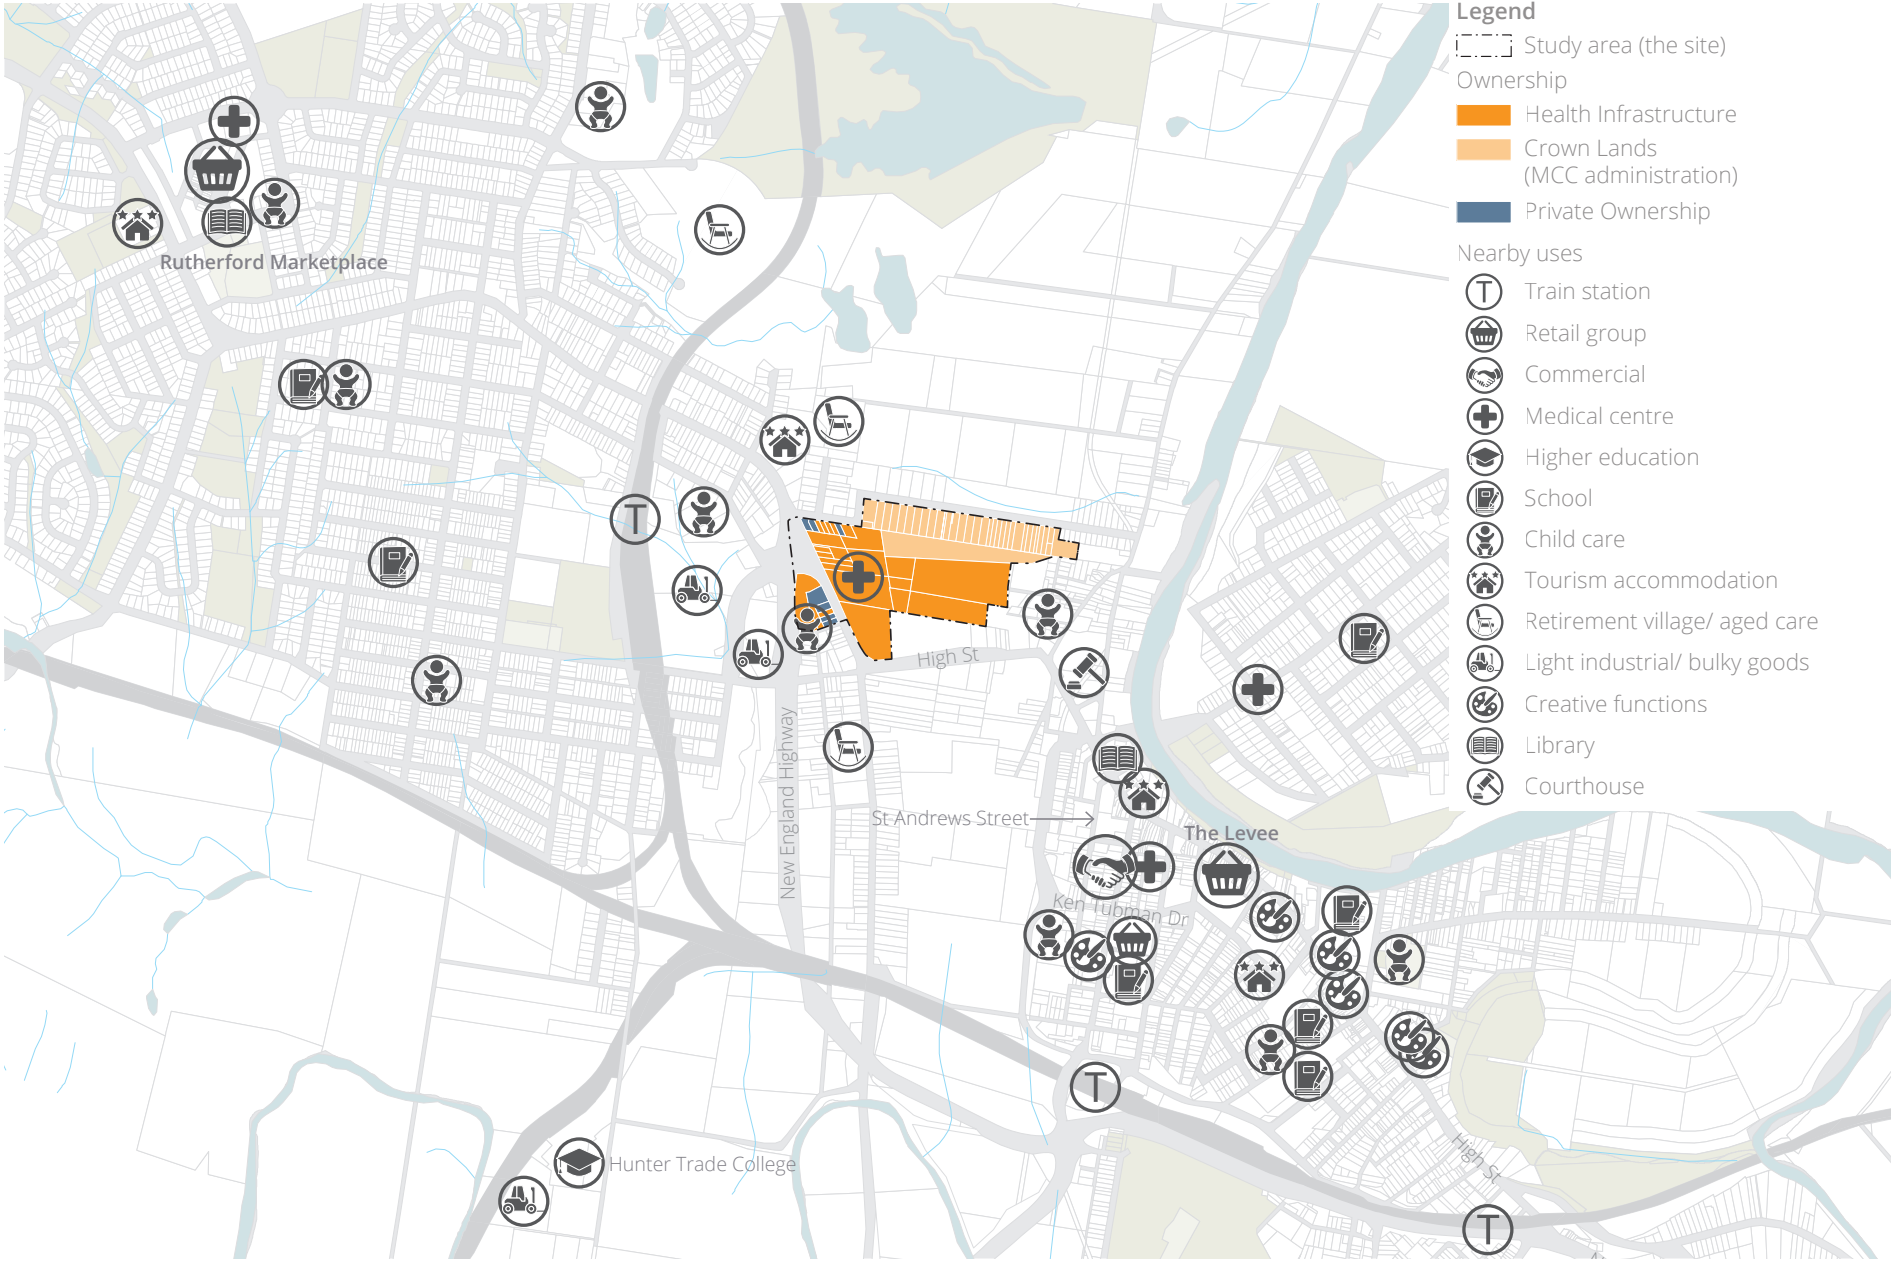 Legend
Study area (the site)
Ownership
Health Infrastructure
Crown Lands
(MCC administration)
Private Ownership
Nearby uses
T
Train station
Retail group
Commercial
Medical centre
Higher education
School
Child care
Tourism accommodation
Retirement village/ aged care
Light industrial/ bulky goods
Creative functions
Library
Courthouse
Rutherford Marketplace
T
High St
New England Highway
St Andrews Street
The Levee
Ken Tubman Dr
T
High St
Hunter Trade College
T